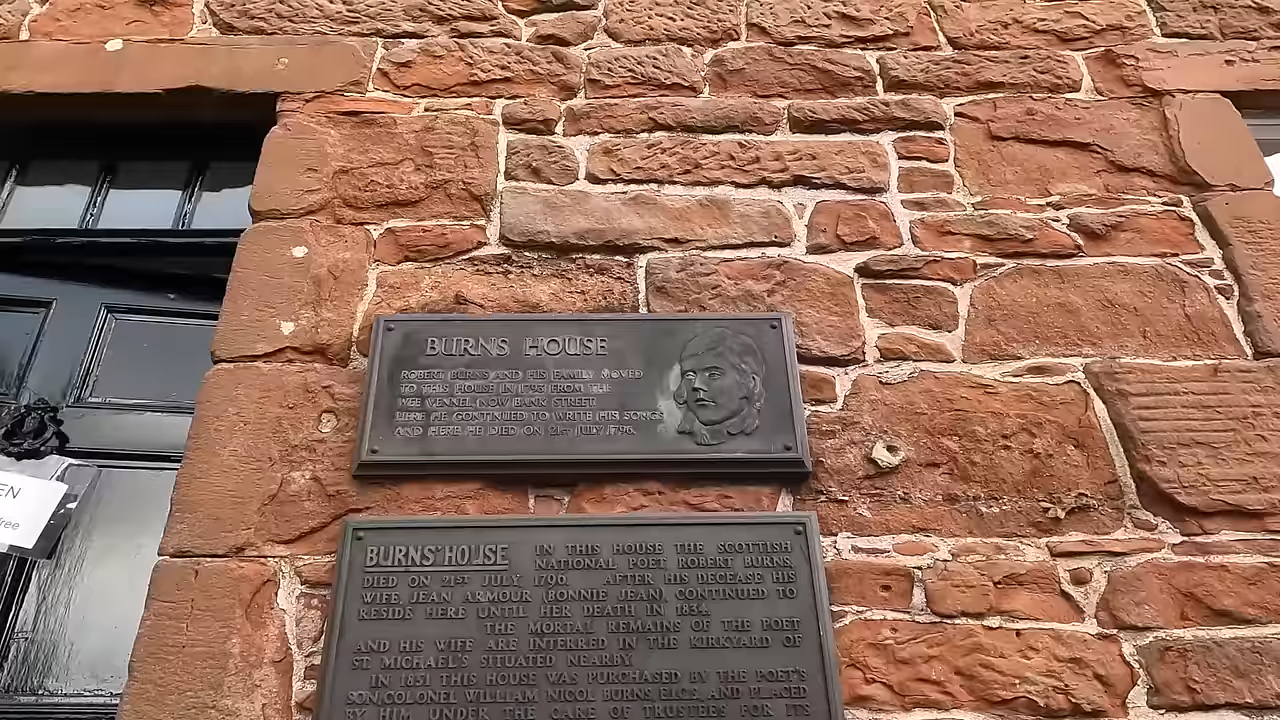 BURNS HOUSE
ROBERT BURNS AND HIS FAMILY MOVED
TO THIS HOUSE IN 1793 FROM THE
WEE VENNEL (NOW BANK STREET)
HERE HE CONTINUED TO WRITE HIS SONGS
AND HERE HE DIED ON 21ST JULY 1796.
EN
free
BURNS' HOUSE IN THIS HOUSE THE SCOTTISH
NATIONAL POET ROBERT BURNS,
DIED ON 21ST JULY, 1796. AFTER HIS DECEASE HIS
WIFE, JEAN ARMOUR (BONNIE JEAN), CONTINUED TO
RESIDE HERE UNTIL HER DEATH IN 1834.
THE MORTAL REMAINS OF THE POET
AND HIS WIFE ARE INTERRED IN THE KIRKYARD OF
ST. MICHAEL'S SITUATED NEARBY.
IN 1851 THIS HOUSE WAS PURCHASED BY THE POET'S
SON, COLONEL WILLIAM NICOL BURNS, E.I.C.S. AND PLACED
BY HIM UNDER THE CARE OF TRUSTEES FOR ITS